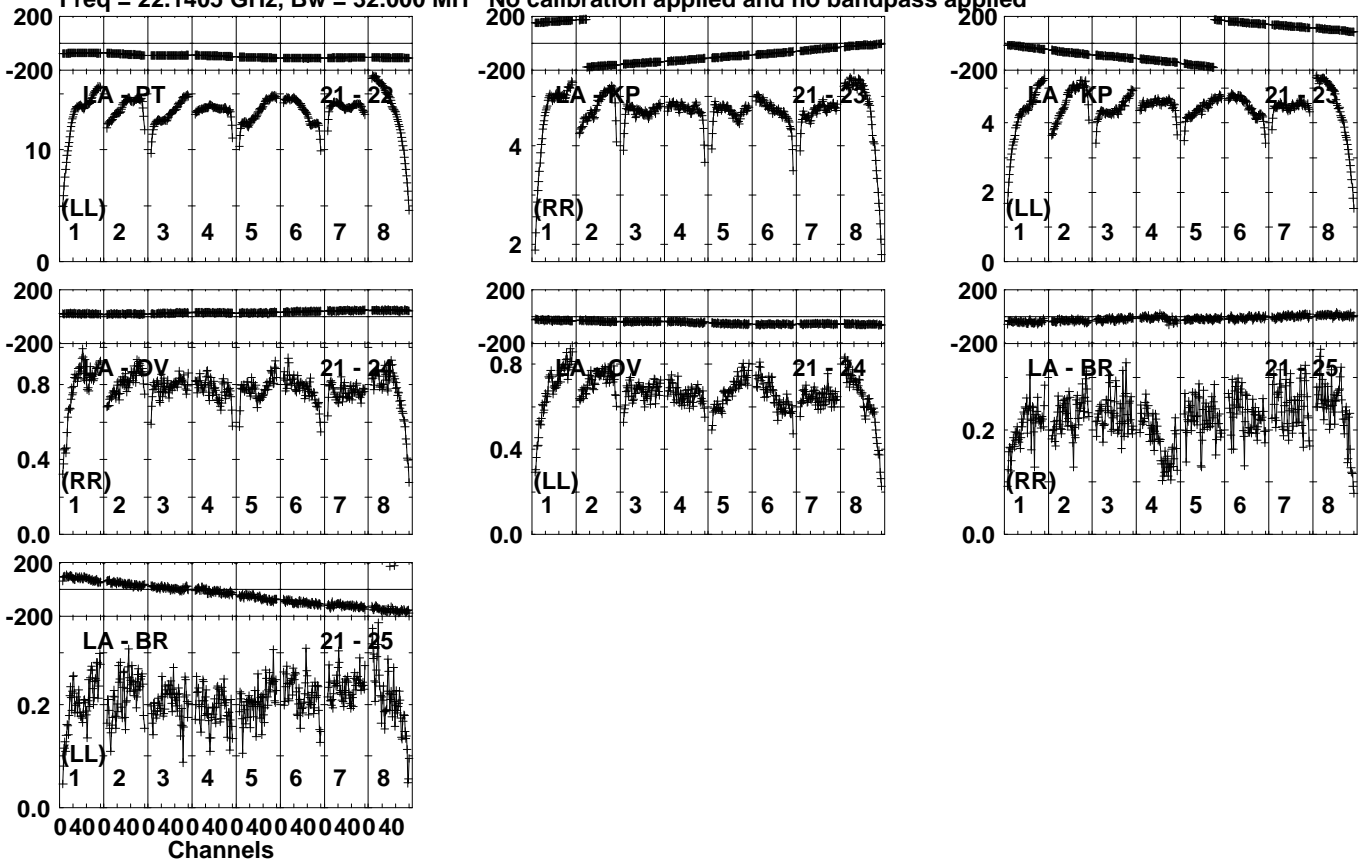 Freq = 22.1405 GHz, Bw = 32.000 MH No calibration applied and no bandpass applied
200
-200
LA - PT 21 - 22
10
(LL)
1 2 3 4 5 6 7 8
0
200
-200
LA - KP 21 - 23
4
(RR)
1 2 3 4 5 6 7 8
2
200
-200
LA - KP 21 - 23
4
2
(LL)
1 2 3 4 5 6 7 8
0
200
-200
LA - OV 21 - 24
0.8
0.4
(RR)
1 2 3 4 5 6 7 8
0.0
200
-200
0.8
LA - OV 21 - 24
0.4
(LL)
1 2 3 4 5 6 7 8
0.0
200
-200
LA - BR 21 - 25
0.2
(RR)
1 2 3 4 5 6 7 8
0.0
200
-200
LA - BR 21 - 25
0.2
(LL)
1 2 3 4 5 6 7 8
0.0
0 40 0 40 0 40 0 40 0 40 0 40 0 40 0 40
Channels